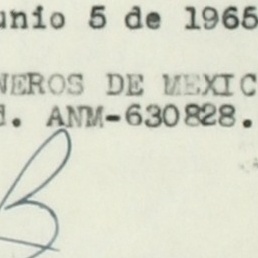 unio 5 de 1965
NEROS DE MEXIC
d. ANM-630828.